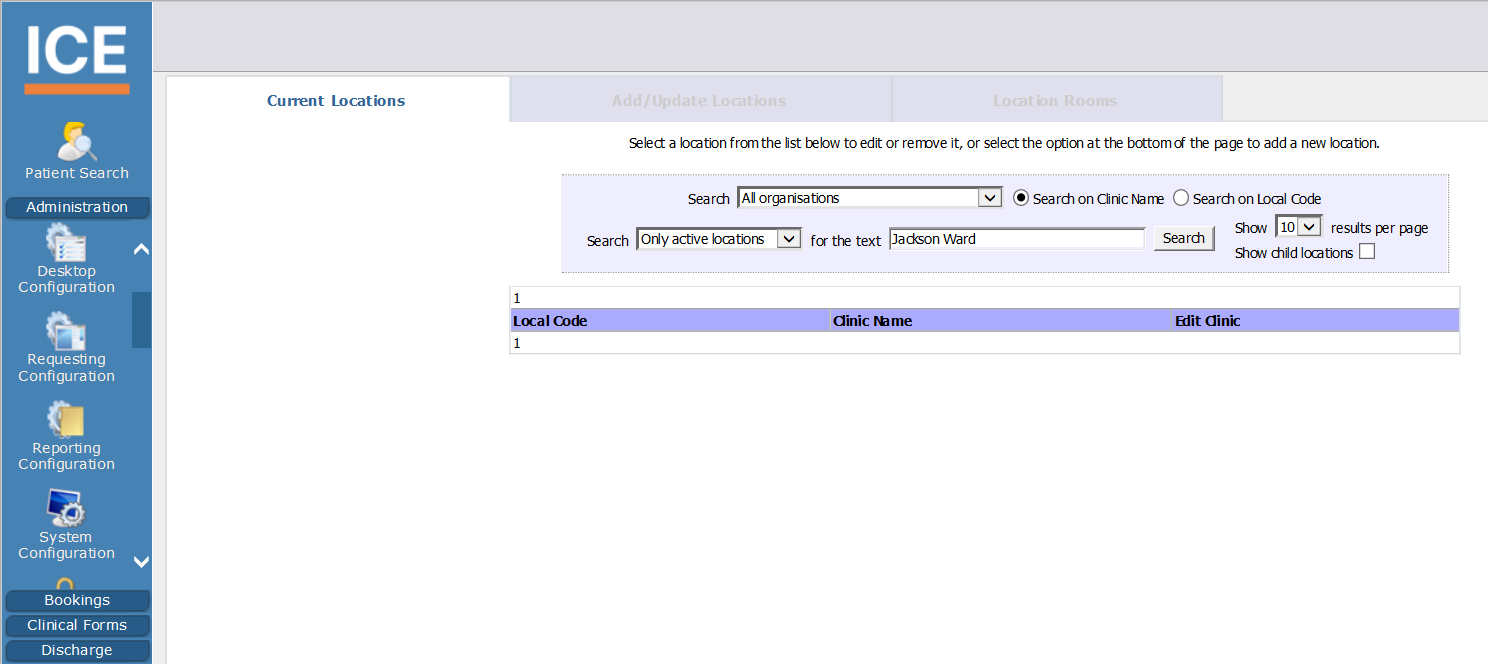 ICE
Patient Search
Administration
Desktop
Configuration
Requesting
Configuration
Reporting
Configuration
System
Configuration
Bookings
Clinical Forms
Discharge
Current Locations
Add/Update Locations
Location Rooms
Select a location from the list below to edit or remove it, or select the option at the bottom of the page to add a new location.
Search All organisations Search on Clinic Name Search on Local Code
Search Only active locations for the text Jackson Ward Search Show 10 results per page
Show child locations
1
Local Code Clinic Name Edit Clinic
1